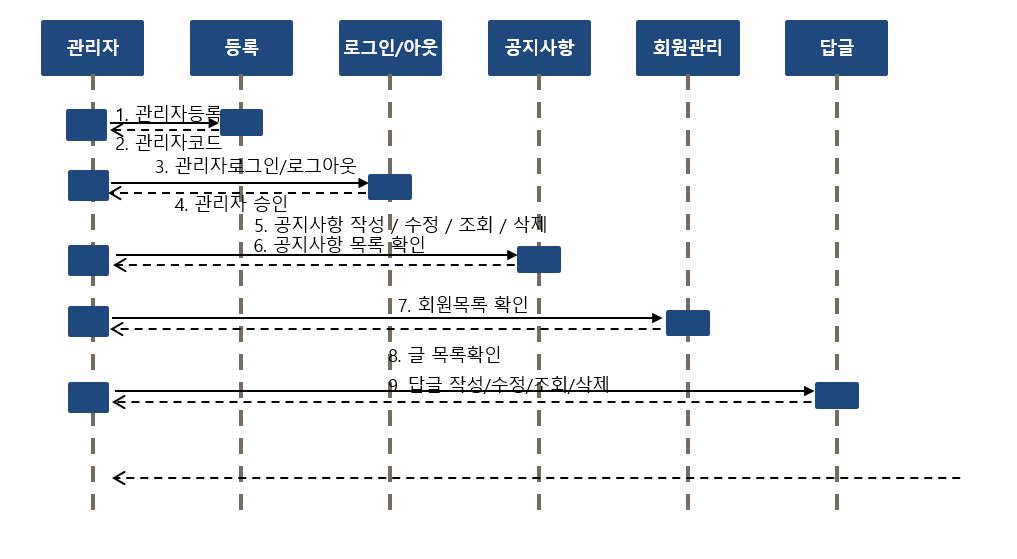 관리자
등록
로그인/아웃
공지사항
회원관리
답글
1. 관리자등록
2. 관리자코드
3. 관리자로그인/로그아웃
4. 관리자 승인
5. 공지사항 작성 / 수정 / 조회 / 삭제
6. 공지사항 목록 확인
7. 회원목록 확인
8. 글 목록확인
9. 답글 작성/수정/조회/삭제